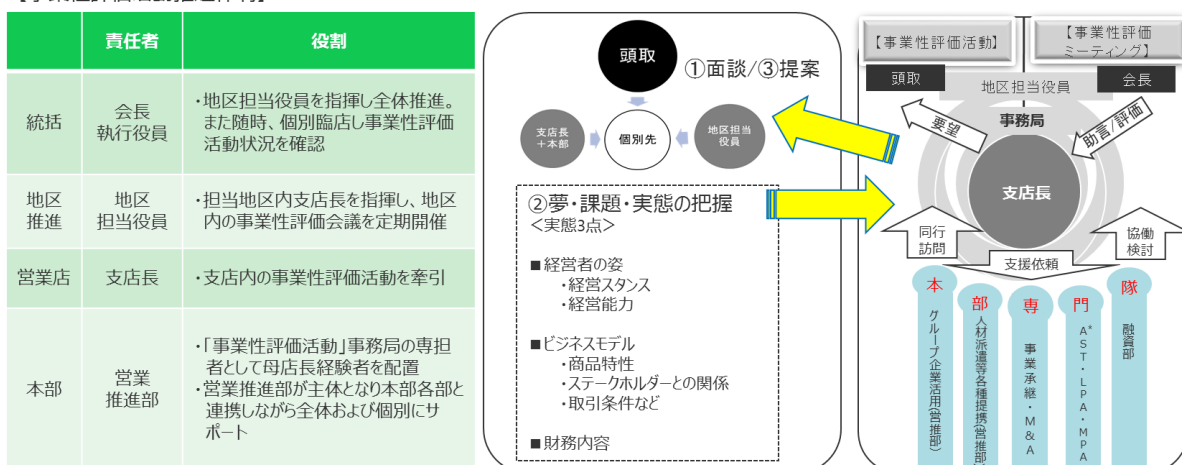 責任者
役割
統括
会長
執行役員
・地区担当役員を指揮し全体推進。
また随時、個別臨店し事業性評価
活動状況を確認
地区
推進
地区
担当役員
・担当地区内支店長を指揮し、地区
内の事業性評価会議を定期開催
営業店
支店長
・支店内の事業性評価活動を牽引
本部
営業
推進部
・「事業性評価活動」事務局の専担
者として母店長経験者を配置
・営業推進部が主体となり本部各部と
連携しながら全体および個別にサ
ポート
頭取
①面談/③提案
支店長
＋本部
個別先
地区担当
役員
②夢・課題・実態の把握
＜実態3点＞
■経営者の姿
・経営スタンス
・経営能力
■ビジネスモデル
・商品特性
・ステークホルダーとの関係
・取引条件など
■財務内容
【事業性評価活動】
【事業性評価
ミーティング】
頭取
地区担当役員
会長
要望
事務局
助言/評価
支店長
同行
訪問
支援依頼
協働
検討
本
グループ企業活用(営推部)
部
人材派遣等各種提携(営推部)
専
事業承継・M&A
門
AST・LPA・MPA
*
隊
融資部